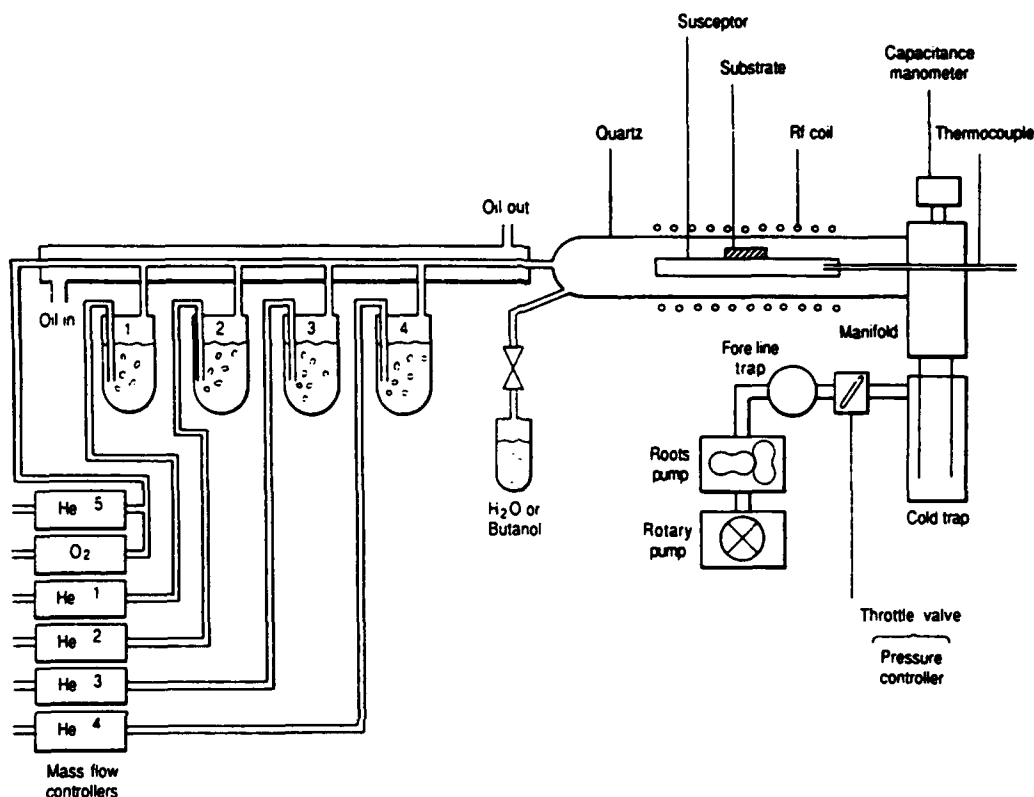 Susceptor
Substrate
Capacitance
manometer
Quartz
Rf coil
Thermocouple
Oil out
Oil in
1
2
3
4
Manifold
Fore line
trap
Roots
pump
Rotary
pump
Cold trap
H₂O or
Butanol
He 5
O₂
He 1
He 2
He 3
He 4
Mass flow
controllers
Throttle valve
Pressure
controller